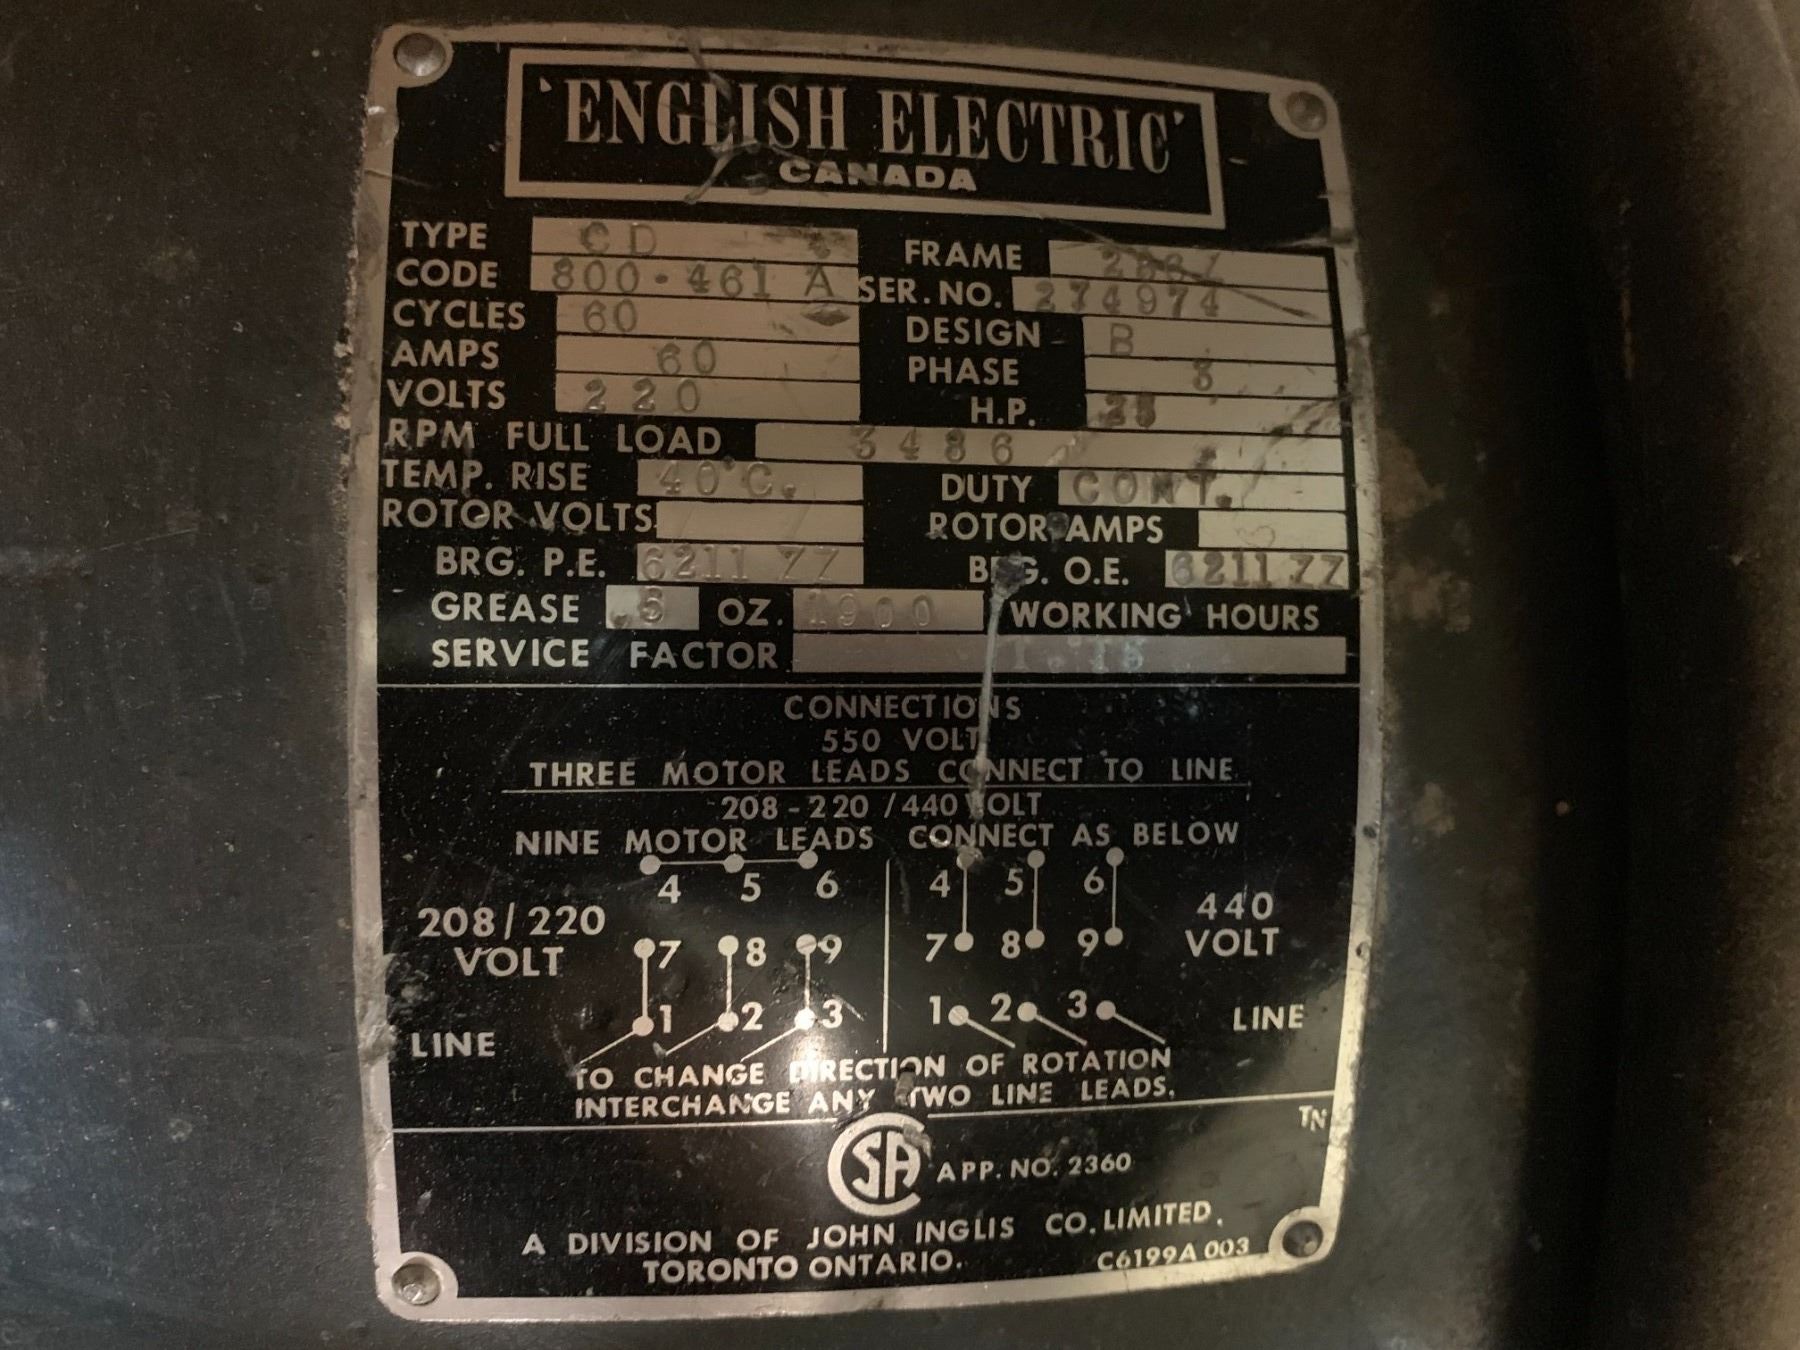 'ENGLISH ELECTRIC'
CANADA
TYPE CD FRAME
CODE 800-461 A SER. NO. 274974
CYCLES 60 DESIGN B
AMPS 60 PHASE 3
VOLTS 220 H.P. 25
RPM FULL LOAD 3486
TEMP. RISE 40°C. DUTY CONT.
ROTOR VOLTS ROTOR AMPS
BRG. P.E. 6211 ZZ BRG. O.E. 6211 ZZ
GREASE OZ. 1900 WORKING HOURS
SERVICE FACTOR 1.15
CONNECTIONS
550 VOLT
THREE MOTOR LEADS CONNECT TO LINE
208-220/440 VOLT
NINE MOTOR LEADS CONNECT AS BELOW
4 5 6 4 5 6
208/220 VOLT 440 VOLT
7 8 9 7 8 9
1 2 3 1 2 3
LINE LINE
TO CHANGE DIRECTION OF ROTATION
INTERCHANGE ANY TWO LINE LEADS.
TN
CSA APP. NO. 2360
A DIVISION OF JOHN INGLIS CO. LIMITED.
TORONTO ONTARIO. C6199A 003